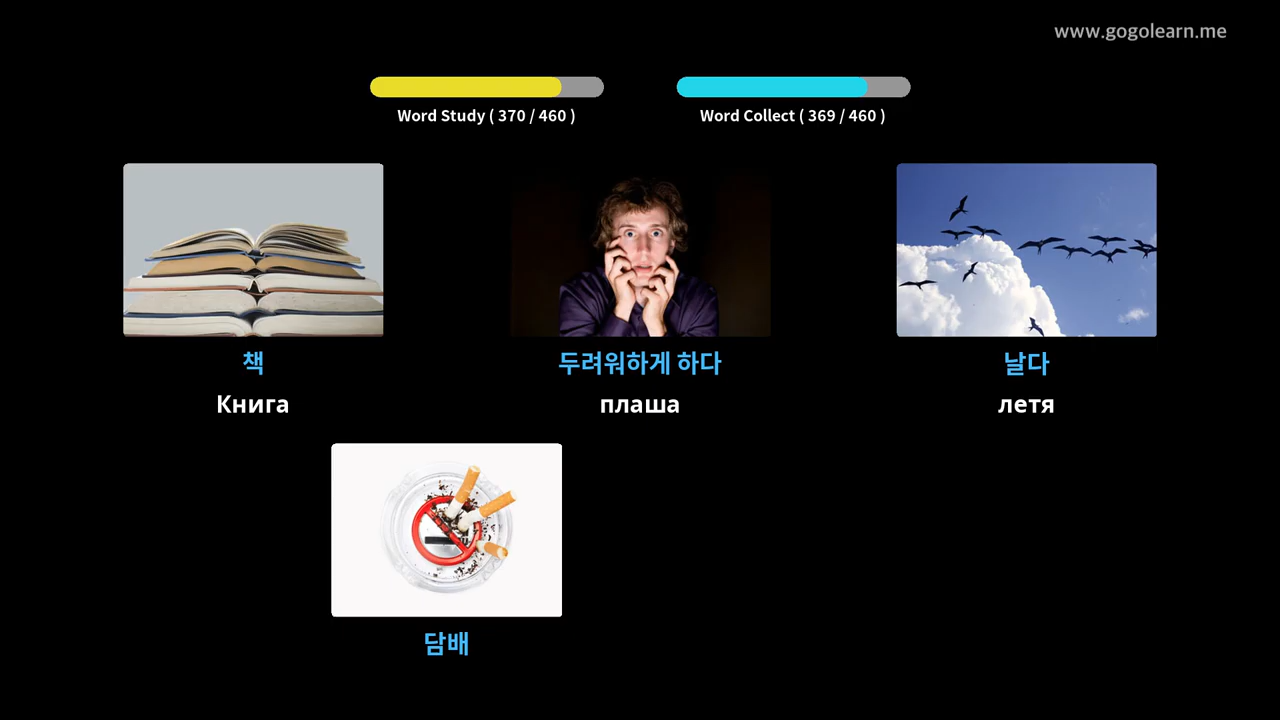 www.gogolearn.me
Word Study ( 370 / 460 )
Word Collect ( 369 / 460 )
책
두려워하게 하다
날다
Книга
плаша
летя
담배